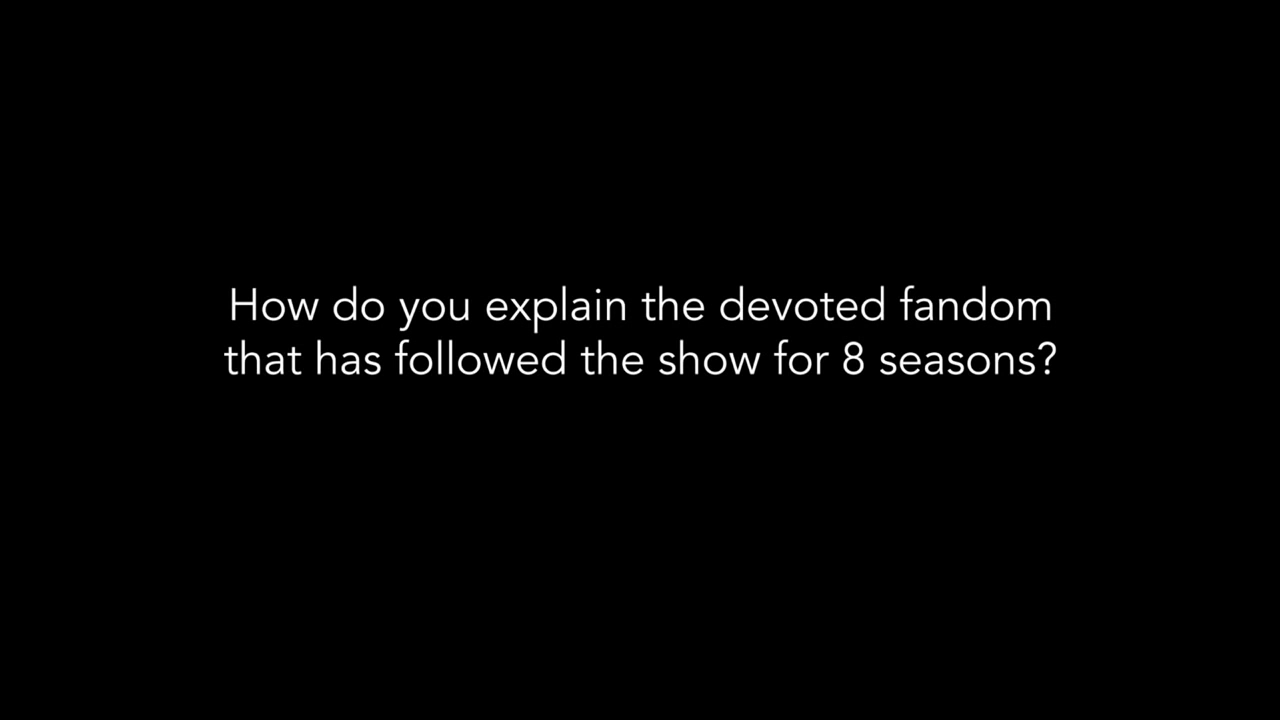 How do you explain the devoted fandom
that has followed the show for 8 seasons?